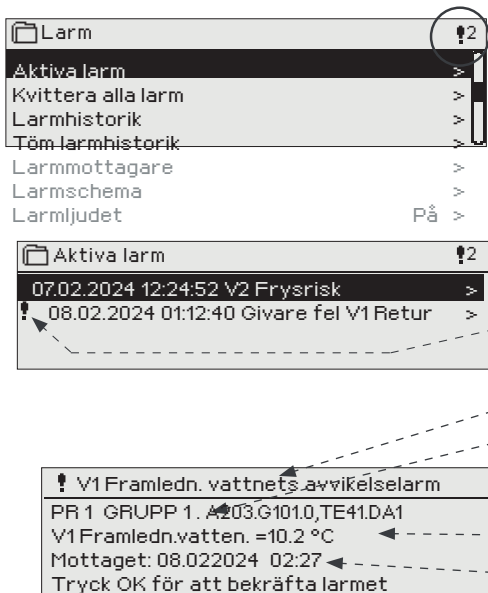 Larm 2
Aktiva larm >
Kvittera alla larm >
Larmhistorik >
Töm larmhistorik >
Larmmottagare >
Larmschema >
Larmljudet På >
Aktiva larm 2
07.02.2024 12:24:52 V2 Frysrisk >
! 08.02.2024 01:12:40 Givare fel V1 Retur >
! V1 Framledn. vattnets avvikelselarm
PR 1 GRUPP 1. A203.G101.0,TE41.DA1
V1 Framledn.vatten. =10.2 °C
Mottaget: 08.022024 02:27
Tryck OK för att bekräfta larmet